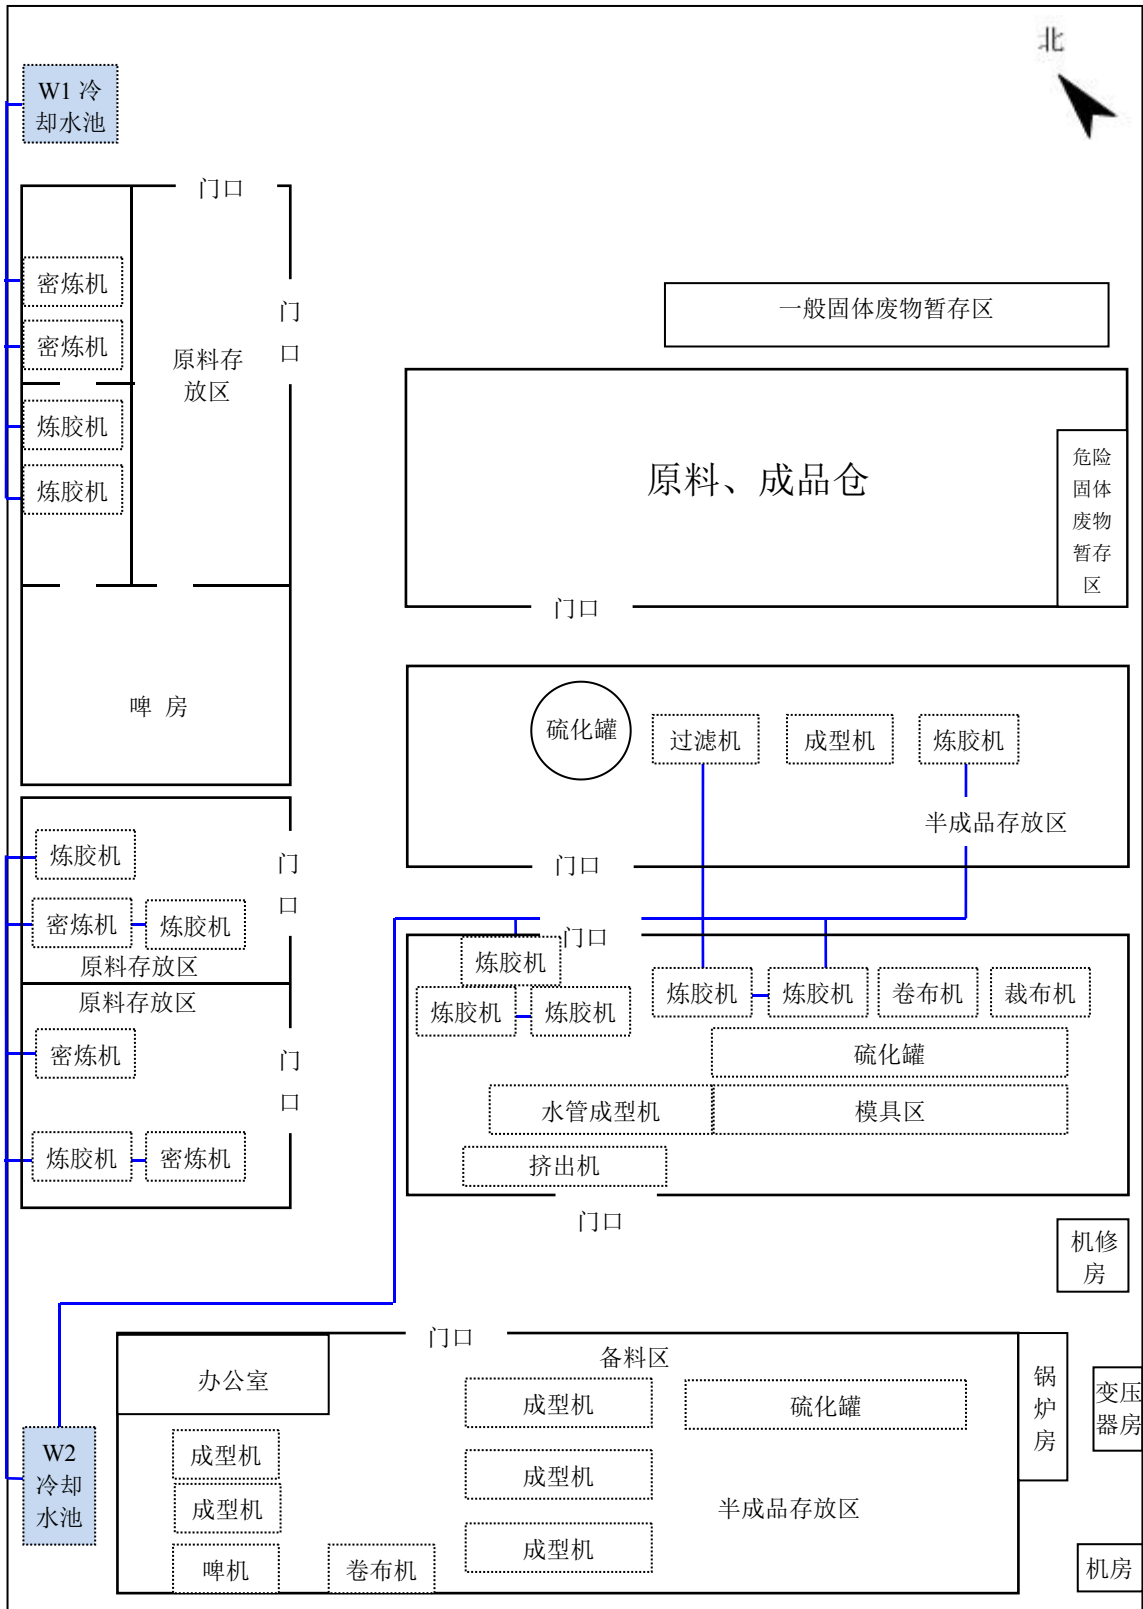 北
W1 冷
却水池
门口
密炼机
密炼机
炼胶机
炼胶机
原料存
放区
门
口
一般固体废物暂存区
原料、成品仓
危险
固体
废物
暂存
区
门口
啤 房
硫化罐
过滤机
成型机
炼胶机
半成品存放区
门口
炼胶机
密炼机
炼胶机
原料存放区
门
口
原料存放区
密炼机
炼胶机
密炼机
门
口
门口
炼胶机
炼胶机
炼胶机
炼胶机
炼胶机
卷布机
裁布机
硫化罐
水管成型机
模具区
挤出机
门口
机修
房
门口
办公室
备料区
成型机
硫化罐
锅
炉
房
变压
器房
W2
冷却
水池
成型机
成型机
成型机
半成品存放区
成型机
啤机
卷布机
机房